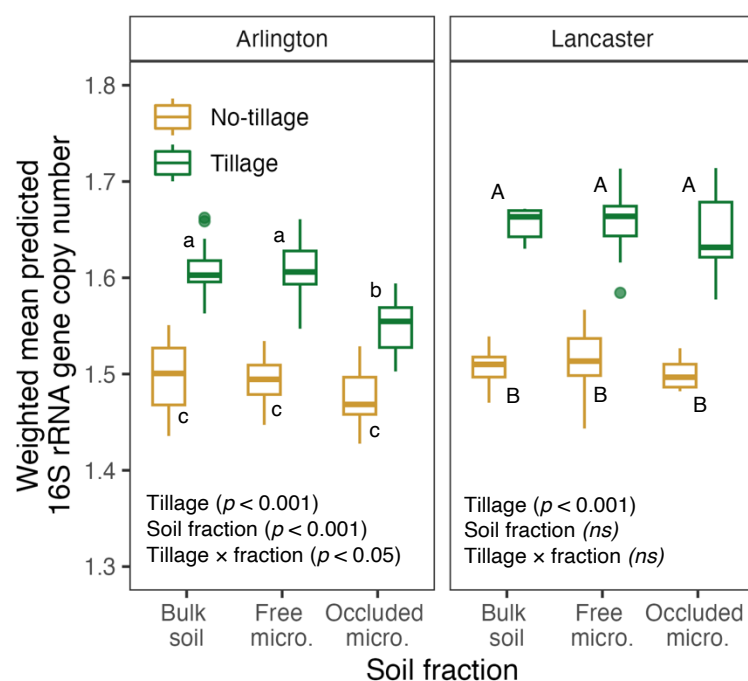 Arlington
Lancaster
Weighted mean predicted
16S rRNA gene copy number
1.8
1.7
1.6
1.5
1.4
1.3
No-tillage
Tillage
a
a
b
c
c
c
A
A
A
B
B
B
Tillage (p < 0.001)
Soil fraction (p < 0.001)
Tillage × fraction (p < 0.05)
Tillage (p < 0.001)
Soil fraction (ns)
Tillage × fraction (ns)
Bulk
soil
Free
micro.
Occluded
micro.
Bulk
soil
Free
micro.
Occluded
micro.
Soil fraction